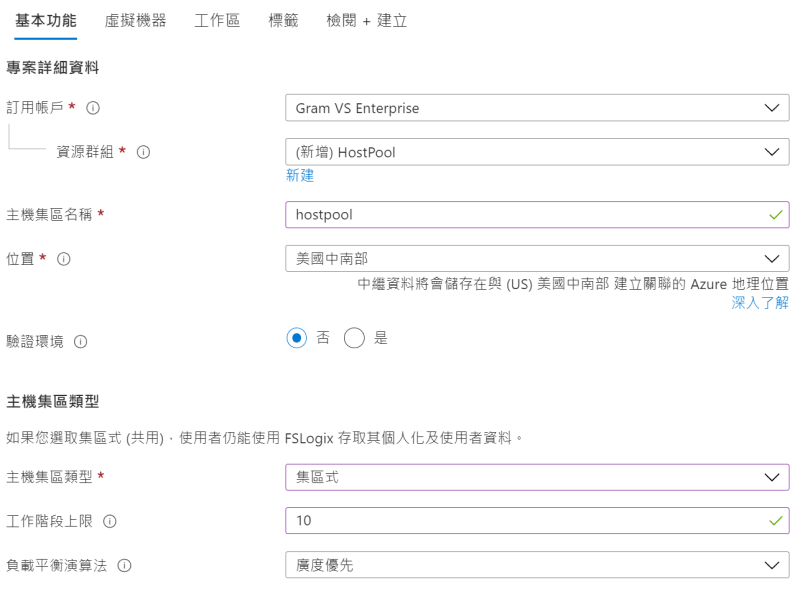 基本功能 虛擬機器 工作區 標籤 檢閱 + 建立
專案詳細資料
訂用帳戶 * Gram VS Enterprise
資源群組 * (新增) HostPool
新建
主機集區名稱 * hostpool
位置 * 美國中南部
中繼資料將會儲存在與 (US) 美國中南部 建立關聯的 Azure 地理位置
深入了解
驗證環境 否 是
主機集區類型
如果您選取集區式 (共用)，使用者仍能使用 FSLogix 存取其個人化及使用者資料。
主機集區類型 * 集區式
工作階段上限 10
負載平衡演算法 廣度優先